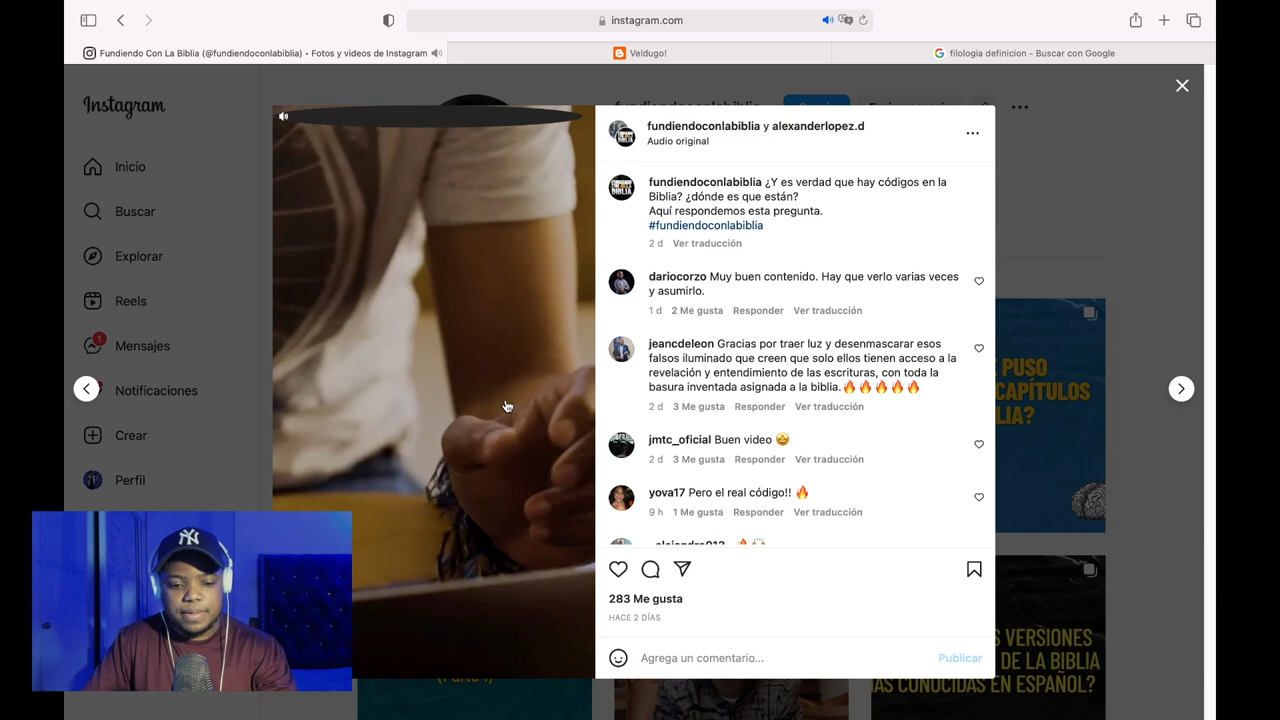 instagram.com
Fundiendo Con La Biblia (@fundiendoconlabiblia) • Fotos y videos de Instagram
Veldugo!
filologia definicion - Buscar con Google
Instagram
Inicio
Buscar
Explorar
Reels
1
Mensajes
Notificaciones
Crear
Perfil
fundiendoconlabiblia y alexanderlopez.d
Audio original
fundiendoconlabiblia ¿Y es verdad que hay códigos en la
Biblia? ¿dónde es que están?
Aquí respondemos esta pregunta.
#fundiendoconlabiblia
2 d Ver traducción
dariocorzo Muy buen contenido. Hay que verlo varias veces
y asumirlo.
1 d 2 Me gusta Responder Ver traducción
jeancdeleon Gracias por traer luz y desenmascarar esos
falsos iluminado que creen que solo ellos tienen acceso a la
revelación y entendimiento de las escrituras, con toda la
basura inventada asignada a la biblia.🔥🔥🔥🔥🔥
2 d 3 Me gusta Responder Ver traducción
jmtc_oficial Buen video 🤩
2 d 3 Me gusta Responder Ver traducción
yova17 Pero el real código!! 🔥
9 h 1 Me gusta Responder Ver traducción
283 Me gusta
HACE 2 DÍAS
Agrega un comentario...
Publicar
PUSO
CAPÍTULOS
VERSIONES
DE LA BIBLIA
CONOCIDAS EN ESPAÑOL?